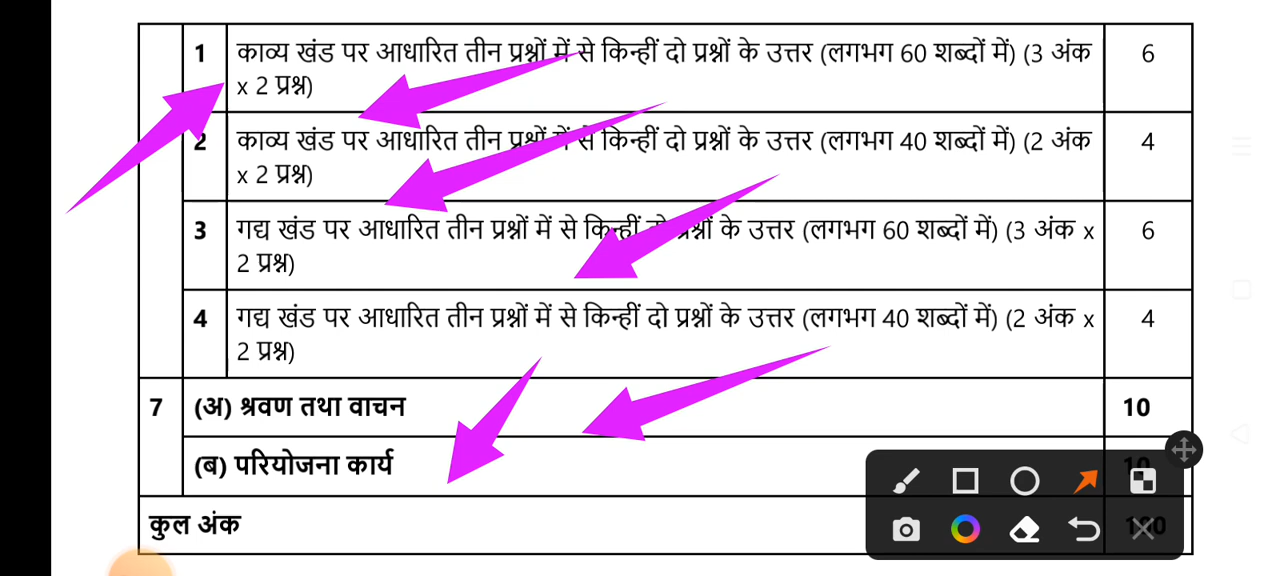 1 काव्य खंड पर आधारित तीन प्रश्नों में से किन्हीं दो प्रश्नों के उत्तर (लगभग 60 शब्दों में) (3 अंक 6
x 2 प्रश्न)
2 काव्य खंड पर आधारित तीन प्रश्नों में से किन्हीं दो प्रश्नों के उत्तर (लगभग 40 शब्दों में) (2 अंक 4
x 2 प्रश्न)
3 गद्य खंड पर आधारित तीन प्रश्नों में से किन्हीं दो प्रश्नों के उत्तर (लगभग 60 शब्दों में) (3 अंक x 6
2 प्रश्न)
4 गद्य खंड पर आधारित तीन प्रश्नों में से किन्हीं दो प्रश्नों के उत्तर (लगभग 40 शब्दों में) (2 अंक x 4
2 प्रश्न)
7 (अ) श्रवण तथा वाचन 10
(ब) परियोजना कार्य 10
कुल अंक 100